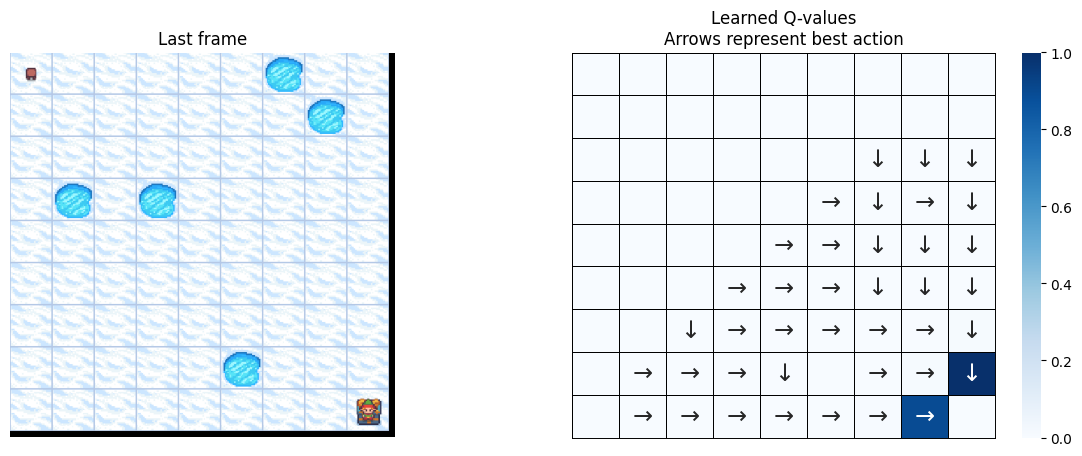 Last frame
Learned Q-values
Arrows represent best action
↓ ↓ ↓
→ ↓ → ↓
→ → ↓ ↓ ↓
→ → → ↓ ↓ ↓
↓ → → → → → ↓
→ → → ↓ → → ↓
→ → → → → → →
1.0
0.8
0.6
0.4
0.2
0.0